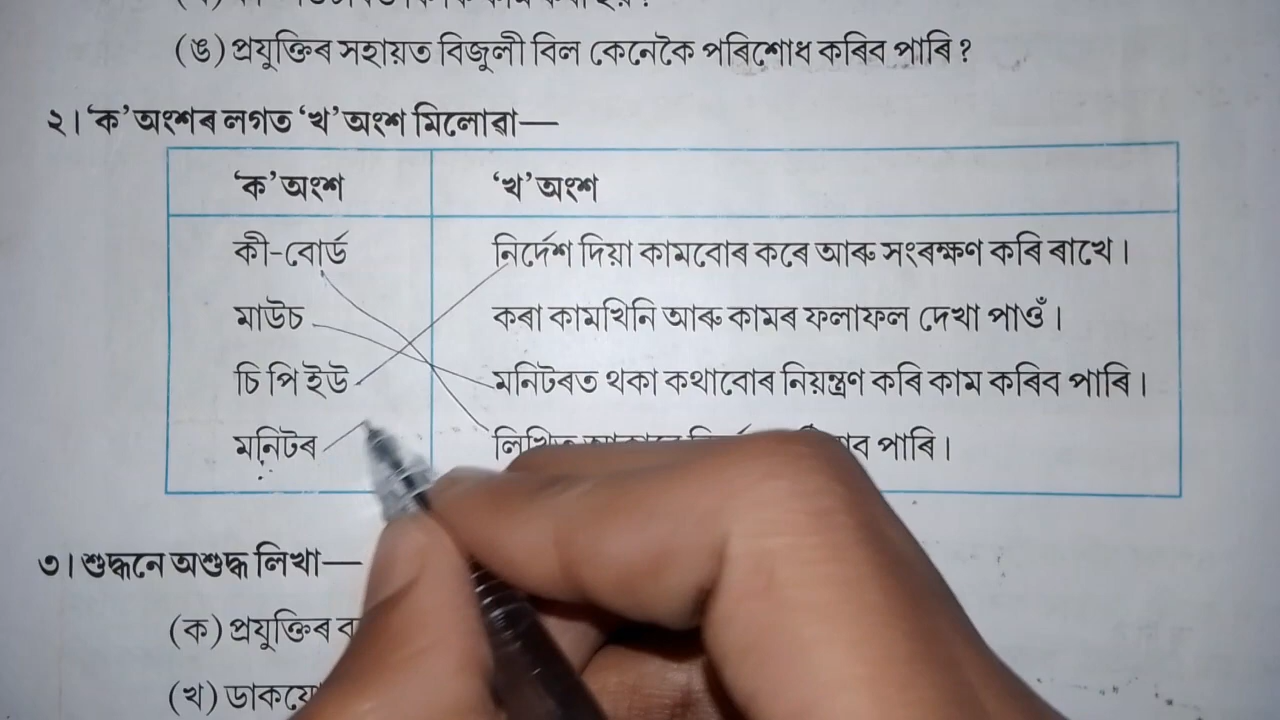 (ঙ) প্ৰযুক্তিৰ সহায়ত বিজুলী বিল কেনেকৈ পৰিশোধ কৰিব পাৰি ?
২। ‘ক’ অংশৰ লগত ‘খ’ অংশ মিলোৱা—
‘ক’ অংশ ‘খ’ অংশ
কী-বোৰ্ড নিৰ্দেশ দিয়া কামবোৰ কৰে আৰু সংৰক্ষণ কৰি ৰাখে।
মাউচ কৰা কামখিনি আৰু কামৰ ফলাফল দেখা পাওঁ।
চি পি ইউ মনিটৰত থকা কথাবোৰ নিয়ন্ত্ৰণ কৰি কাম কৰিব পাৰি।
মনিটৰ পাৰি।
৩। শুদ্ধনে অশুদ্ধ লিখা—
(ক) প্ৰযুক্তিৰ
(খ)